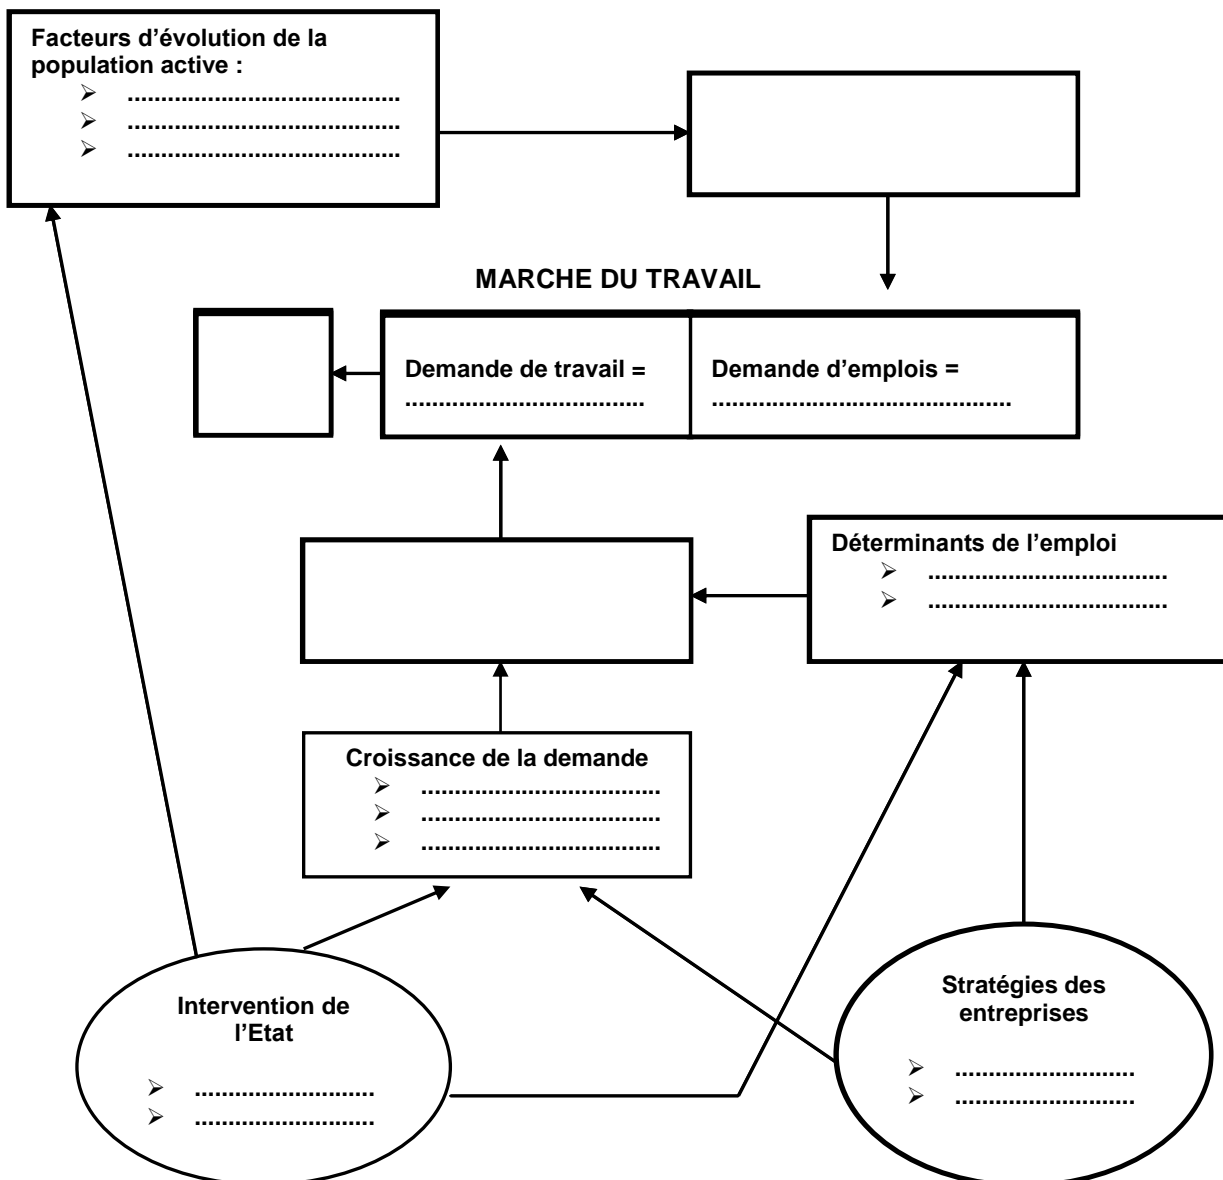 Facteurs d’évolution de la
population active :
➢ ........................................
➢ ........................................
➢ ........................................
MARCHE DU TRAVAIL
Demande de travail =
....................................
Demande d’emplois =
.............................................
Déterminants de l’emploi
➢ ....................................
➢ ....................................
Croissance de la demande
➢ ....................................
➢ ....................................
➢ ....................................
Intervention de
l’Etat
➢ ...........................
➢ ...........................
Stratégies des
entreprises
➢ ...........................
➢ ...........................